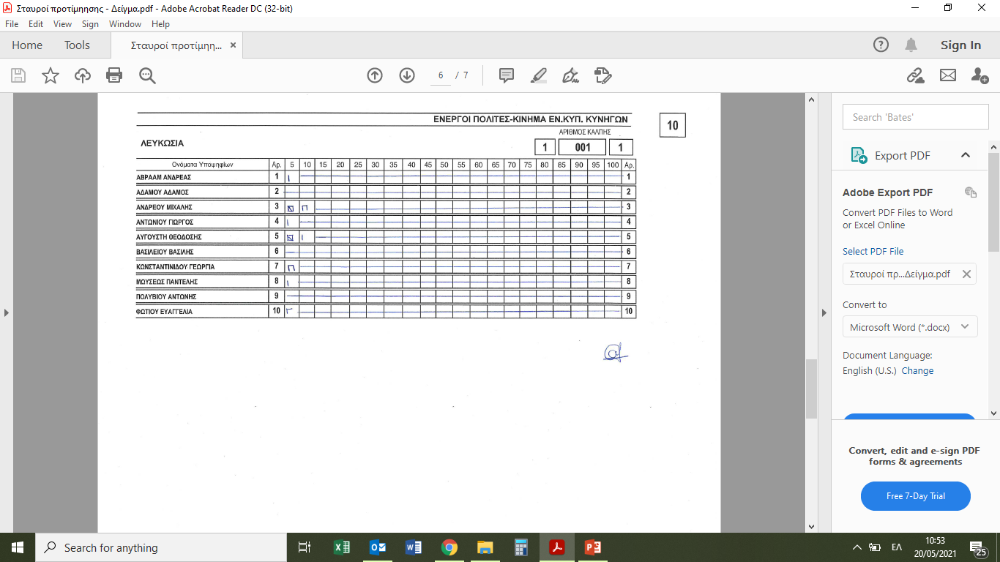 Σταυροί προτίμηησης - Δείγμα.pdf - Adobe Acrobat Reader DC (32-bit)
File Edit View Sign Window Help
Home Tools Σταυροί προτίμη... × Sign In
6 / 7
ΕΝΕΡΓΟΙ ΠΟΛΙΤΕΣ-ΚΙΝΗΜΑ ΕΝ.ΚΥΠ. ΚΥΝΗΓΩΝ 10
ΑΡΙΘΜΟΣ ΚΑΛΠΗΣ
ΛΕΥΚΩΣΙΑ 1 001 1
Ονόματα Υποψηφίων Αρ. 5 10 15 20 25 30 35 40 45 50 55 60 65 70 75 80 85 90 95 100 Αρ.
ΑΒΡΑΑΜ ΑΝΔΡΕΑΣ 1 1
ΑΔΑΜΟΥ ΑΔΑΜΟΣ 2 2
ΑΝΔΡΕΟΥ ΜΙΧΑΛΗΣ 3 3
ΑΝΤΩΝΙΟΥ ΓΙΩΡΓΟΣ 4 4
ΑΥΓΟΥΣΤΗ ΘΕΟΔΟΣΗΣ 5 5
ΒΑΣΙΛΕΙΟΥ ΒΑΣΙΛΗΣ 6 6
ΚΩΝΣΤΑΝΤΙΝΙΔΟΥ ΓΕΩΡΓΙΑ 7 7
ΜΩΥΣΕΩΣ ΠΑΝΤΕΛΗΣ 8 8
ΠΟΛΥΒΙΟΥ ΑΝΤΩΝΗΣ 9 9
ΦΩΤΙΟΥ ΕΥΑΓΓΕΛΙΑ 10 10
Search 'Bates'
Export PDF
Adobe Export PDF
Convert PDF Files to Word
or Excel Online
Select PDF File
Σταυροί πρ...Δείγμα.pdf
Convert to
Microsoft Word (*.docx)
Document Language:
English (U.S.) Change
Convert, edit and e-sign PDF
forms & agreements
Free 7-Day Trial
Search for anything
ΕΛ
10:53
20/05/2021
25